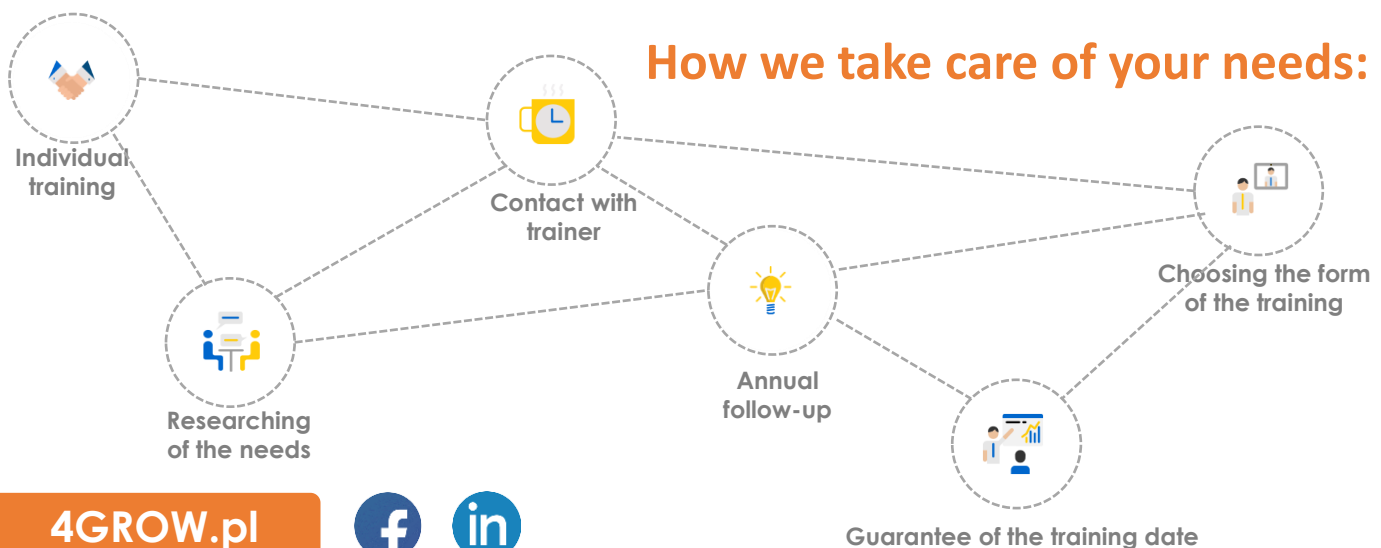 How we take care of your needs:
Individual
training
Contact with
trainer
Choosing the form
of the training
Researching
of the needs
Annual
follow-up
Guarantee of the training date
4GROW.pl
f
in